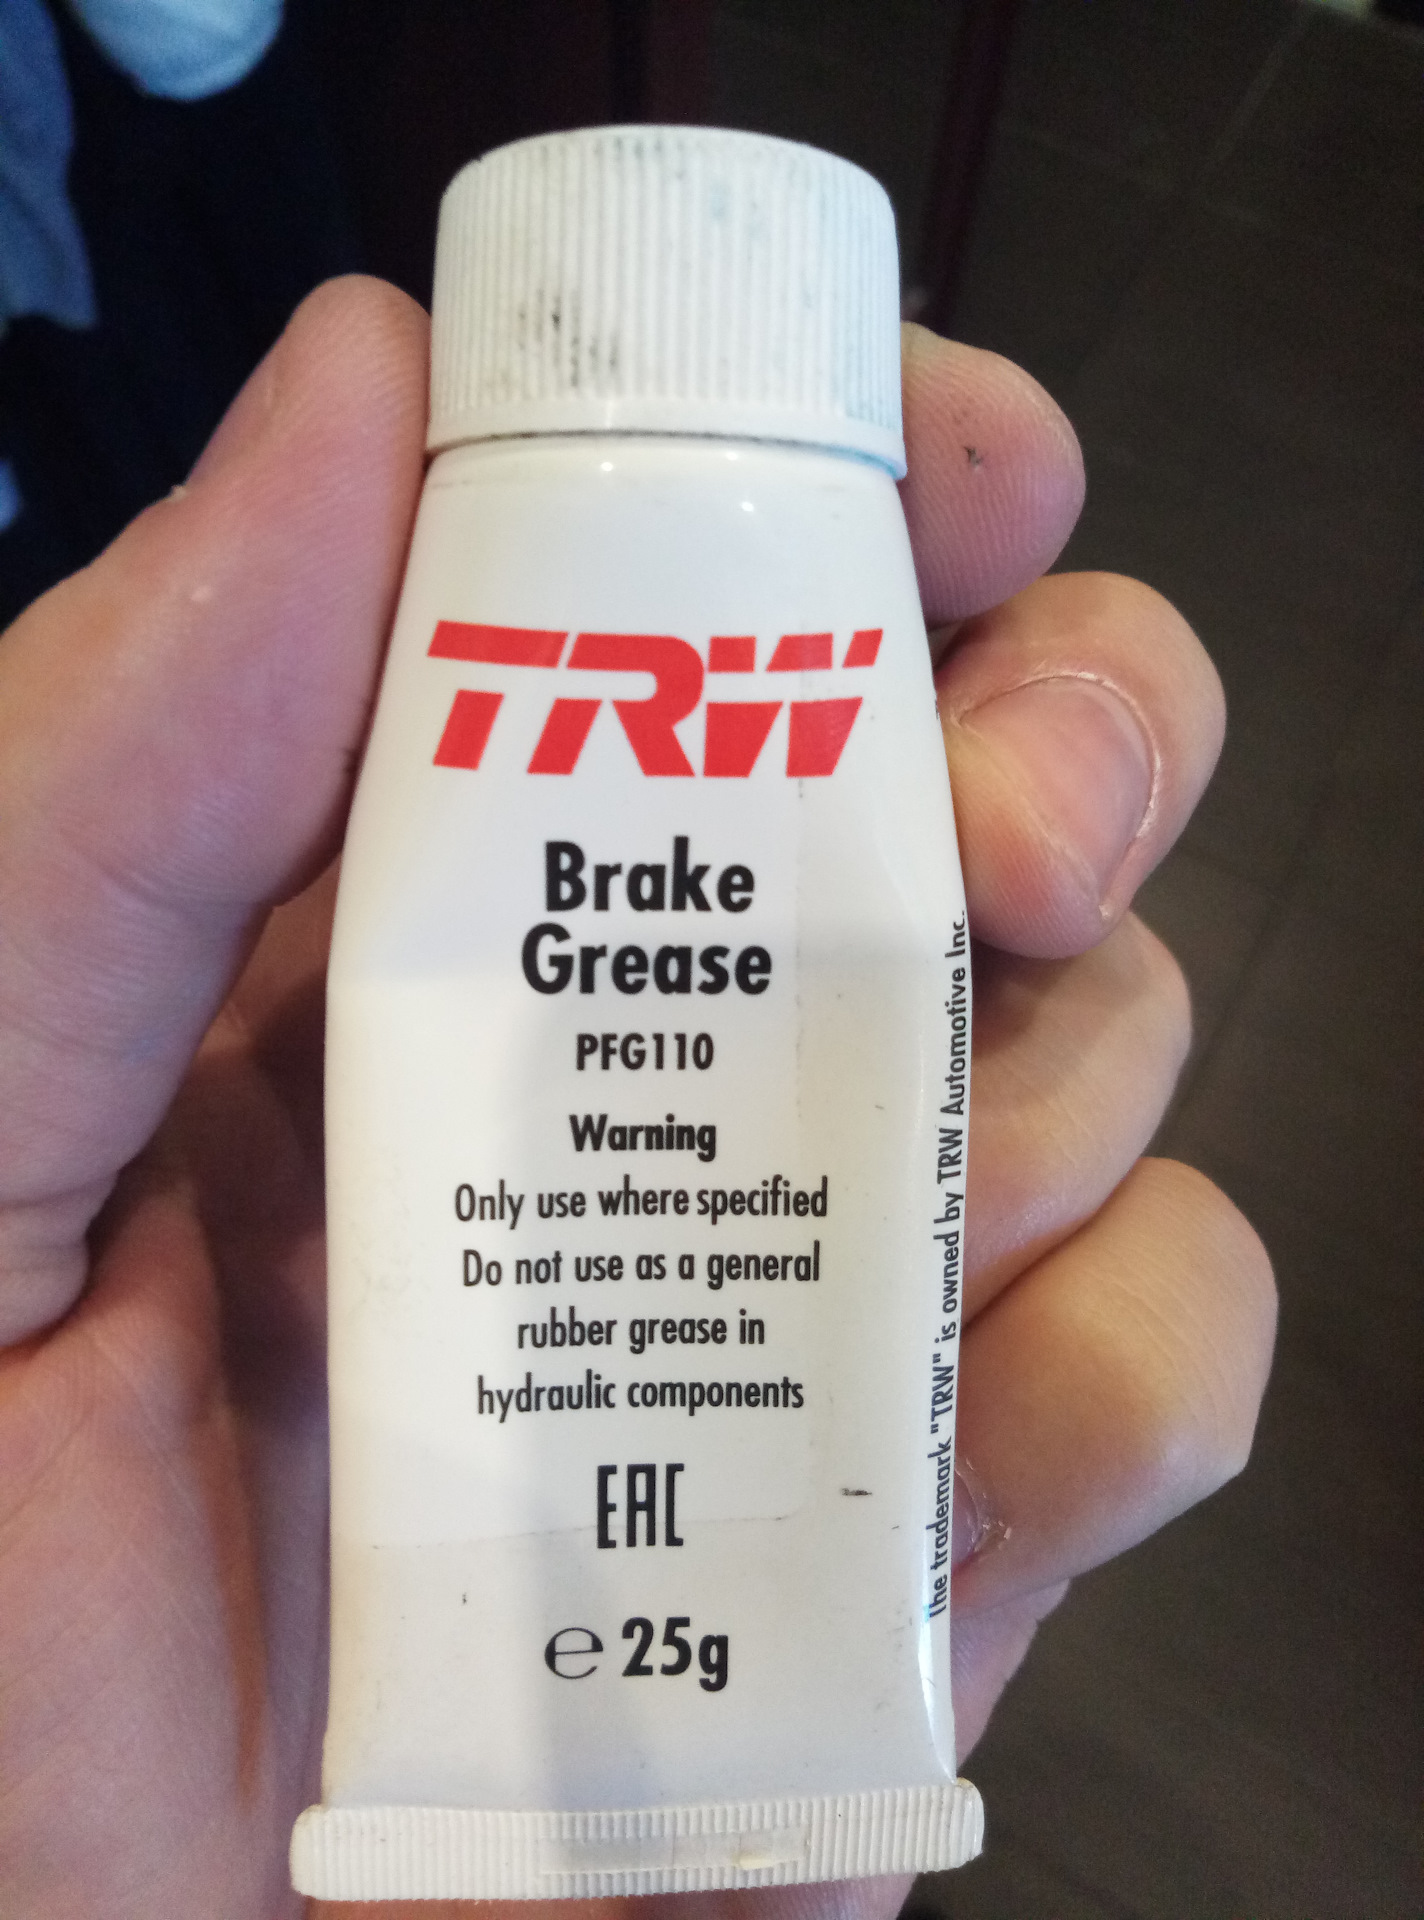 TRW
Brake
Grease
PFG110
Warning
Only use where specified
Do not use as a general
rubber grease in
hydraulic components
EAC
℮ 25g
The trademark "TRW" is owned by TRW Automotive Inc.